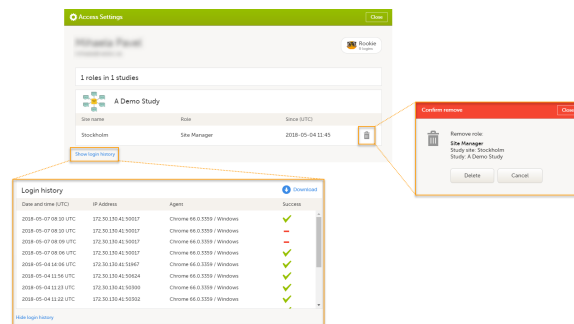 Access Settings
Close
Rookie
1 roles in 1 studies
A Demo Study
Site name Role Since (UTC)
Stockholm Site Manager 2018-05-04 11:45
Show login history
Confirm remove
Close
Remove role:
Site Manager
Study site: Stockholm
Study: A Demo Study
Delete Cancel
Login history
Download
Date and time (UTC) IP Address Agent Success
2018-05-07 08:10 UTC 172.30.130.41:50017 Chrome 66.0.3359 / Windows
2018-05-07 08:10 UTC 172.30.130.41:50017 Chrome 66.0.3359 / Windows
2018-05-07 08:09 UTC 172.30.130.41:50017 Chrome 66.0.3359 / Windows
2018-05-07 08:06 UTC 172.30.130.41:50017 Chrome 66.0.3359 / Windows
2018-05-04 14:06 UTC 172.30.130.41:51967 Chrome 66.0.3359 / Windows
2018-05-04 11:56 UTC 172.30.130.41:50624 Chrome 66.0.3359 / Windows
2018-05-04 11:23 UTC 172.30.130.41:50300 Chrome 66.0.3359 / Windows
2018-05-04 11:22 UTC 172.30.130.41:50302 Chrome 66.0.3359 / Windows
Hide login history